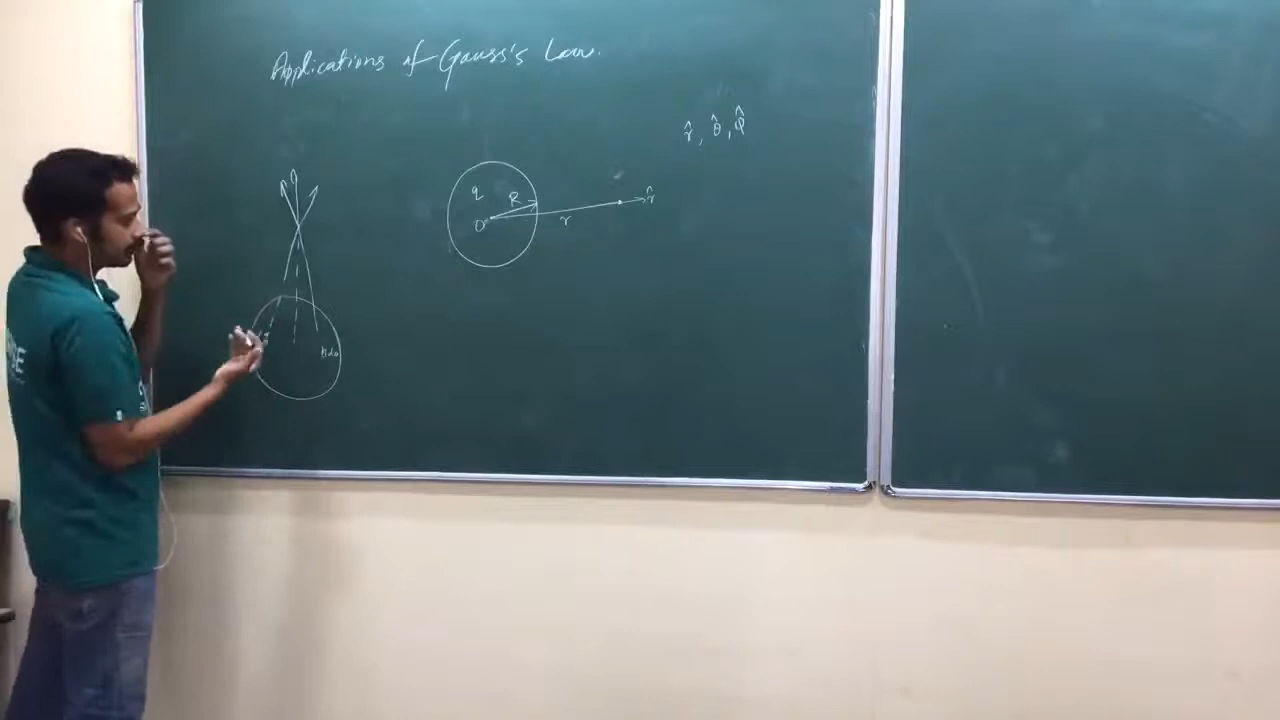 Applications of Gauss's Law.
r̂, θ̂, φ̂
q
R
r̂
O
r